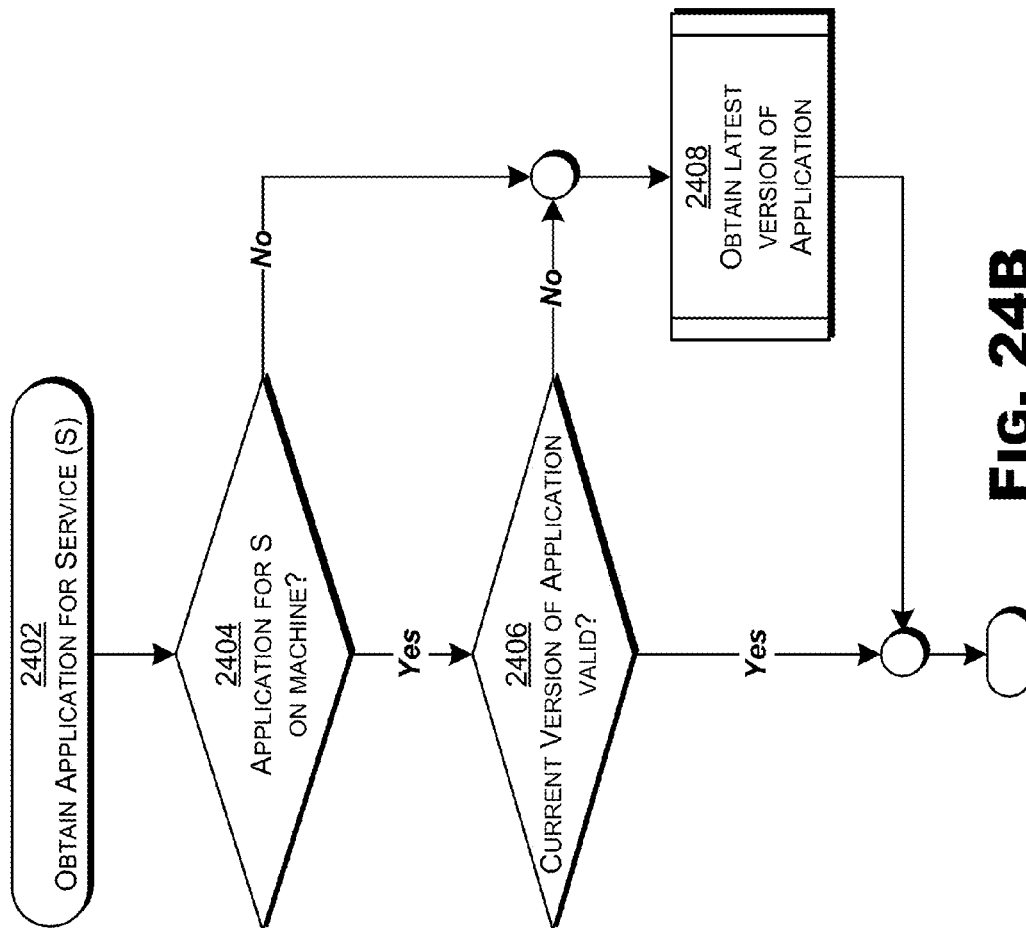 2402
OBTAIN APPLICATION FOR SERVICE (S)
2404
APPLICATION FOR S
ON MACHINE?
No
Yes
2406
CURRENT VERSION OF APPLICATION
VALID?
No
Yes
2408
OBTAIN LATEST
VERSION OF
APPLICATION
FIG. 24B